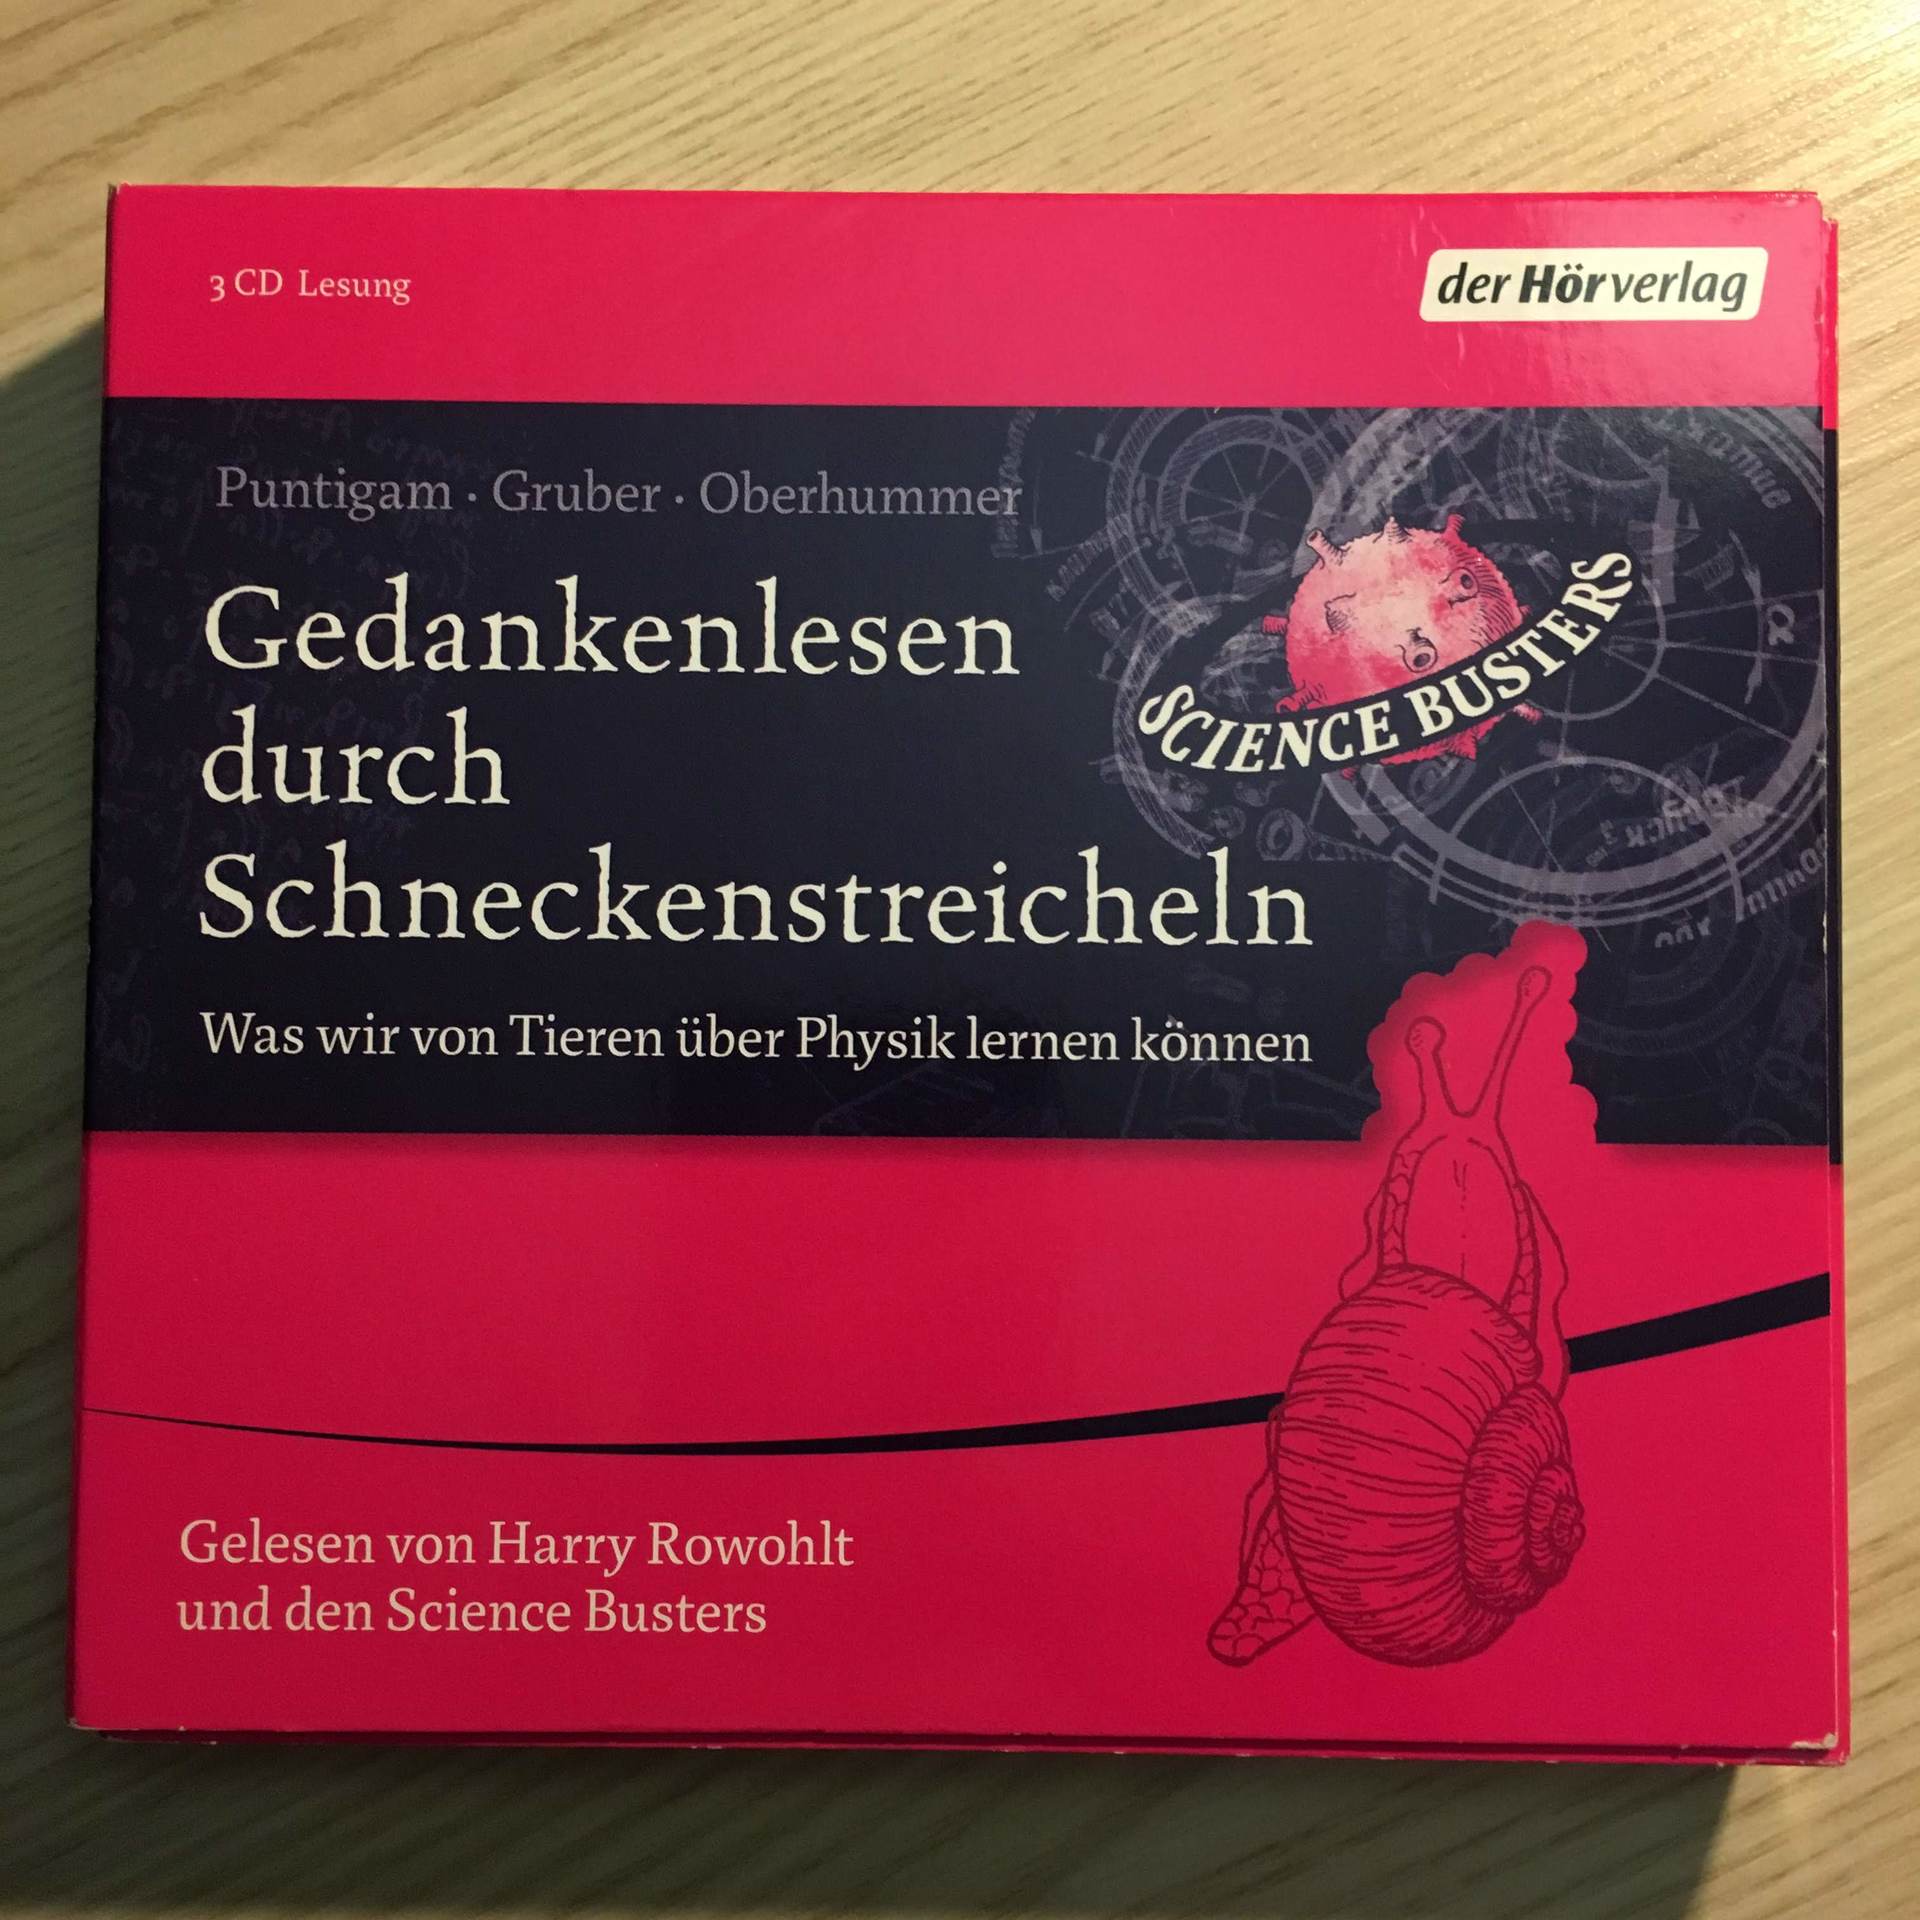 3 CD Lesung
der Hörverlag
Puntigam · Gruber · Oberhummer
Gedankenlesen
durch
Schneckenstreicheln
SCIENCE BUSTERS
Was wir von Tieren über Physik lernen können
Gelesen von Harry Rowohlt
und den Science Busters